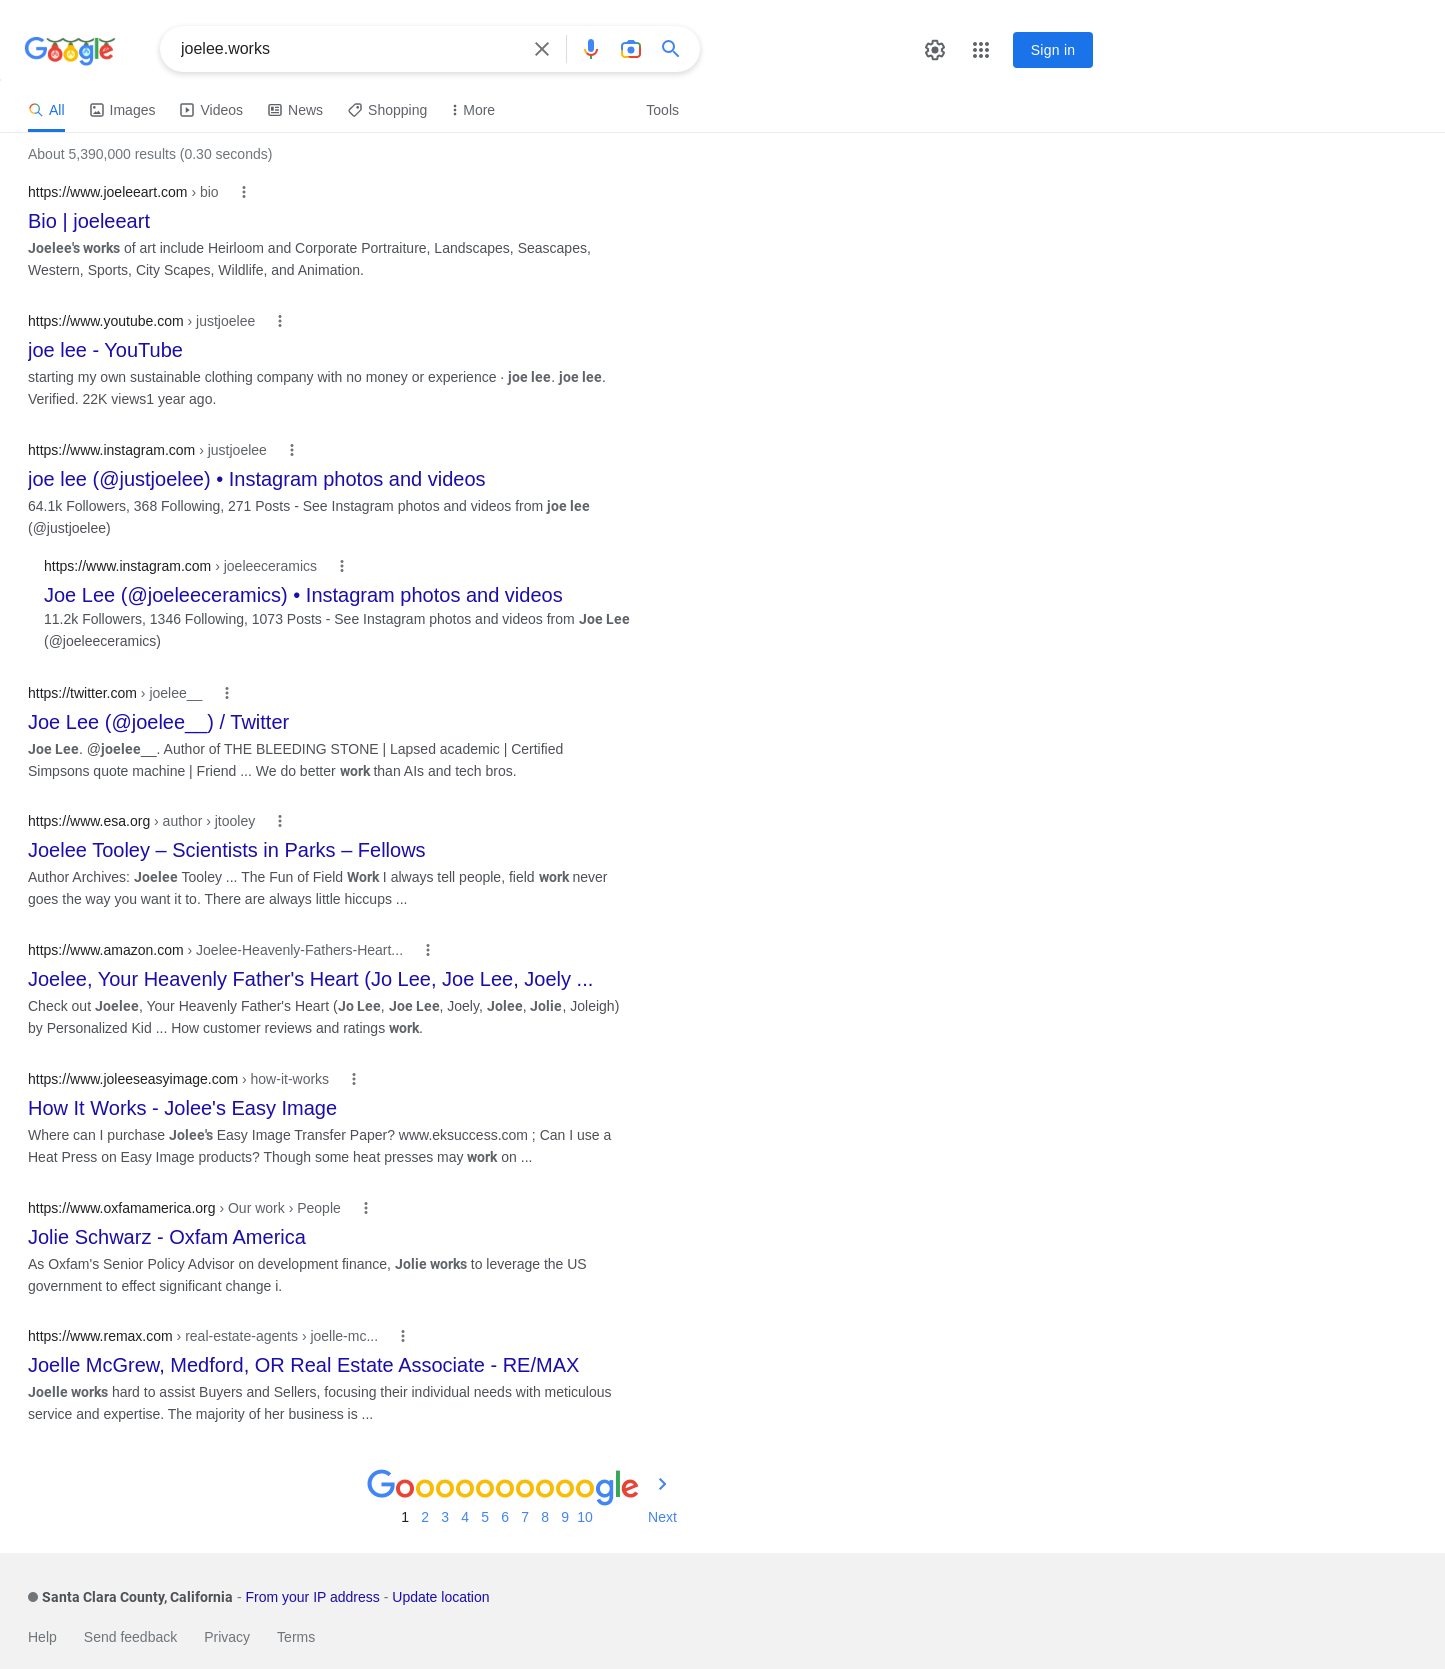 Google
joelee.works
Sign in
All Images Videos News Shopping More Tools
About 5,390,000 results (0.30 seconds)
https://www.joeleeart.com › bio
Bio | joeleeart
Joelee's works of art include Heirloom and Corporate Portraiture, Landscapes, Seascapes,
Western, Sports, City Scapes, Wildlife, and Animation.
https://www.youtube.com › justjoelee
joe lee - YouTube
starting my own sustainable clothing company with no money or experience · joe lee. joe lee.
Verified. 22K views1 year ago.
https://www.instagram.com › justjoelee
joe lee (@justjoelee) • Instagram photos and videos
64.1k Followers, 368 Following, 271 Posts - See Instagram photos and videos from joe lee
(@justjoelee)
https://www.instagram.com › joeleeceramics
Joe Lee (@joeleeceramics) • Instagram photos and videos
11.2k Followers, 1346 Following, 1073 Posts - See Instagram photos and videos from Joe Lee
(@joeleeceramics)
https://twitter.com › joelee__
Joe Lee (@joelee__) / Twitter
Joe Lee. @joelee__. Author of THE BLEEDING STONE | Lapsed academic | Certified
Simpsons quote machine | Friend ... We do better work than AIs and tech bros.
https://www.esa.org › author › jtooley
Joelee Tooley – Scientists in Parks – Fellows
Author Archives: Joelee Tooley ... The Fun of Field Work I always tell people, field work never
goes the way you want it to. There are always little hiccups ...
https://www.amazon.com › Joelee-Heavenly-Fathers-Heart...
Joelee, Your Heavenly Father's Heart (Jo Lee, Joe Lee, Joely ...
Check out Joelee, Your Heavenly Father's Heart (Jo Lee, Joe Lee, Joely, Jolee, Jolie, Joleigh)
by Personalized Kid ... How customer reviews and ratings work.
https://www.joleeseasyimage.com › how-it-works
How It Works - Jolee's Easy Image
Where can I purchase Jolee's Easy Image Transfer Paper? www.eksuccess.com ; Can I use a
Heat Press on Easy Image products? Though some heat presses may work on ...
https://www.oxfamamerica.org › Our work › People
Jolie Schwarz - Oxfam America
As Oxfam's Senior Policy Advisor on development finance, Jolie works to leverage the US
government to effect significant change i.
https://www.remax.com › real-estate-agents › joelle-mc...
Joelle McGrew, Medford, OR Real Estate Associate - RE/MAX
Joelle works hard to assist Buyers and Sellers, focusing their individual needs with meticulous
service and expertise. The majority of her business is ...
Goooooooooogle
1 2 3 4 5 6 7 8 9 10 Next
Santa Clara County, California - From your IP address - Update location
Help Send feedback Privacy Terms